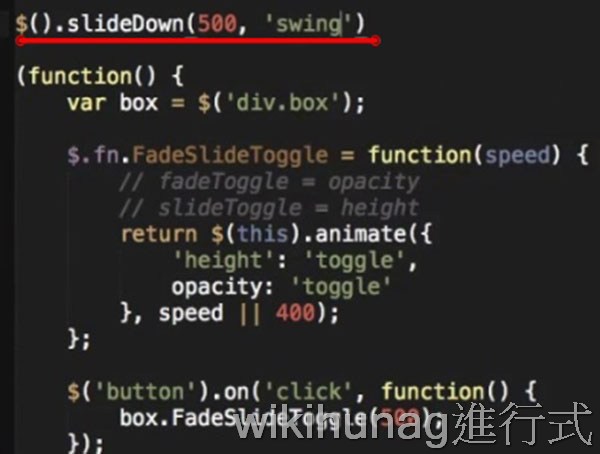 $().slideDown(500, 'swing')
(function() {
    var box = $('div.box');
    $.fn.FadeSlideToggle = function(speed) {
        // fadeToggle = opacity
        // slideToggle = height
        return $(this).animate({
            'height': 'toggle',
            opacity: 'toggle'
        }, speed || 400);
    };
    $('button').on('click', function() {
        box.FadeSlideToggle(500);
    });
wikihunag進行式